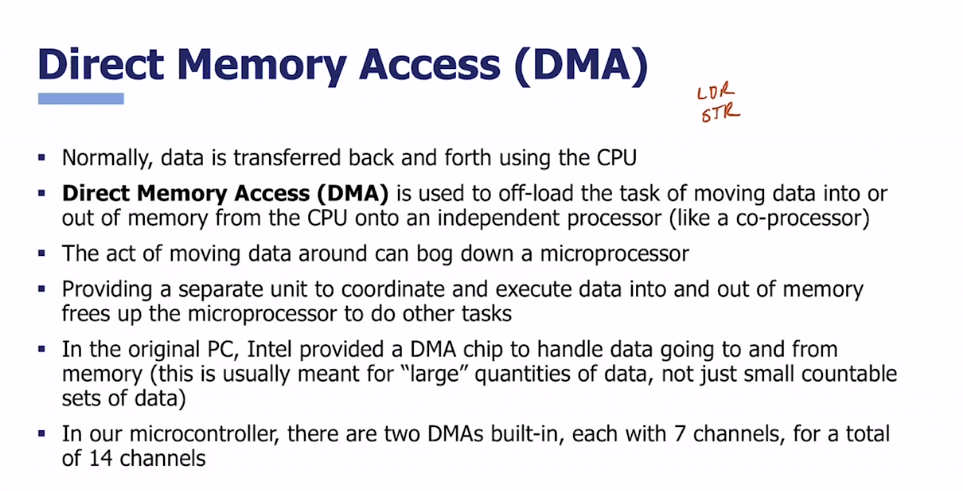 Direct Memory Access (DMA)
LDR
STR
▪ Normally, data is transferred back and forth using the CPU
▪ Direct Memory Access (DMA) is used to off-load the task of moving data into or
out of memory from the CPU onto an independent processor (like a co-processor)
▪ The act of moving data around can bog down a microprocessor
▪ Providing a separate unit to coordinate and execute data into and out of memory
frees up the microprocessor to do other tasks
▪ In the original PC, Intel provided a DMA chip to handle data going to and from
memory (this is usually meant for “large” quantities of data, not just small countable
sets of data)
▪ In our microcontroller, there are two DMAs built-in, each with 7 channels, for a total
of 14 channels